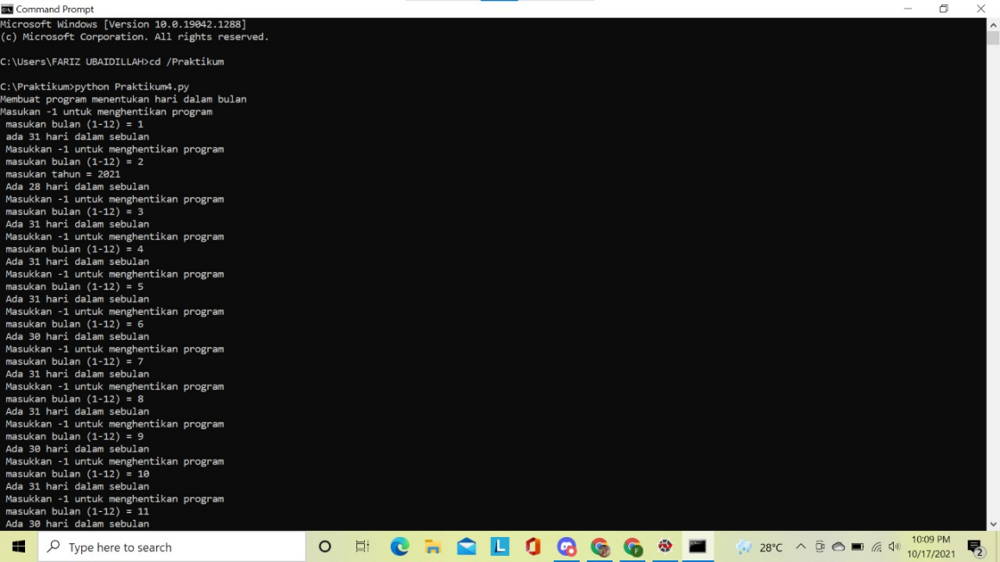 Command Prompt
Microsoft Windows [Version 10.0.19042.1288]
(c) Microsoft Corporation. All rights reserved.
C:\Users\FARIZ UBAIDILLAH>cd /Praktikum
C:\Praktikum>python Praktikum4.py
Membuat program menentukan hari dalam bulan
Masukan -1 untuk menghentikan program
masukan bulan (1-12) = 1
ada 31 hari dalam sebulan
Masukkan -1 untuk menghentikan program
masukan bulan (1-12) = 2
masukan tahun = 2021
Ada 28 hari dalam sebulan
Masukkan -1 untuk menghentikan program
masukan bulan (1-12) = 3
Ada 31 hari dalam sebulan
Masukkan -1 untuk menghentikan program
masukan bulan (1-12) = 4
Ada 31 hari dalam sebulan
Masukkan -1 untuk menghentikan program
masukan bulan (1-12) = 5
Ada 31 hari dalam sebulan
Masukkan -1 untuk menghentikan program
masukan bulan (1-12) = 6
Ada 30 hari dalam sebulan
Masukkan -1 untuk menghentikan program
masukan bulan (1-12) = 7
Ada 31 hari dalam sebulan
Masukkan -1 untuk menghentikan program
masukan bulan (1-12) = 8
Ada 31 hari dalam sebulan
Masukkan -1 untuk menghentikan program
masukan bulan (1-12) = 9
Ada 30 hari dalam sebulan
Masukkan -1 untuk menghentikan program
masukan bulan (1-12) = 10
Ada 31 hari dalam sebulan
Masukkan -1 untuk menghentikan program
masukan bulan (1-12) = 11
Ada 30 hari dalam sebulan
Type here to search
L
28°C
10:09 PM
10/17/2021
2